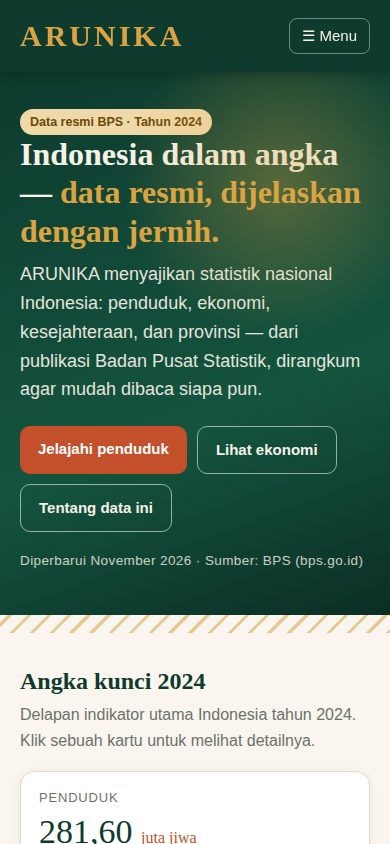 ARUNIKA
☰ Menu
Data resmi BPS · Tahun 2024
Indonesia dalam angka
— data resmi, dijelaskan
dengan jernih.
ARUNIKA menyajikan statistik nasional
Indonesia: penduduk, ekonomi,
kesejahteraan, dan provinsi — dari
publikasi Badan Pusat Statistik, dirangkum
agar mudah dibaca siapa pun.
Jelajahi penduduk
Lihat ekonomi
Tentang data ini
Diperbarui November 2026 · Sumber: BPS (bps.go.id)
Angka kunci 2024
Delapan indikator utama Indonesia tahun 2024.
Klik sebuah kartu untuk melihat detailnya.
PENDUDUK
281,60 juta jiwa